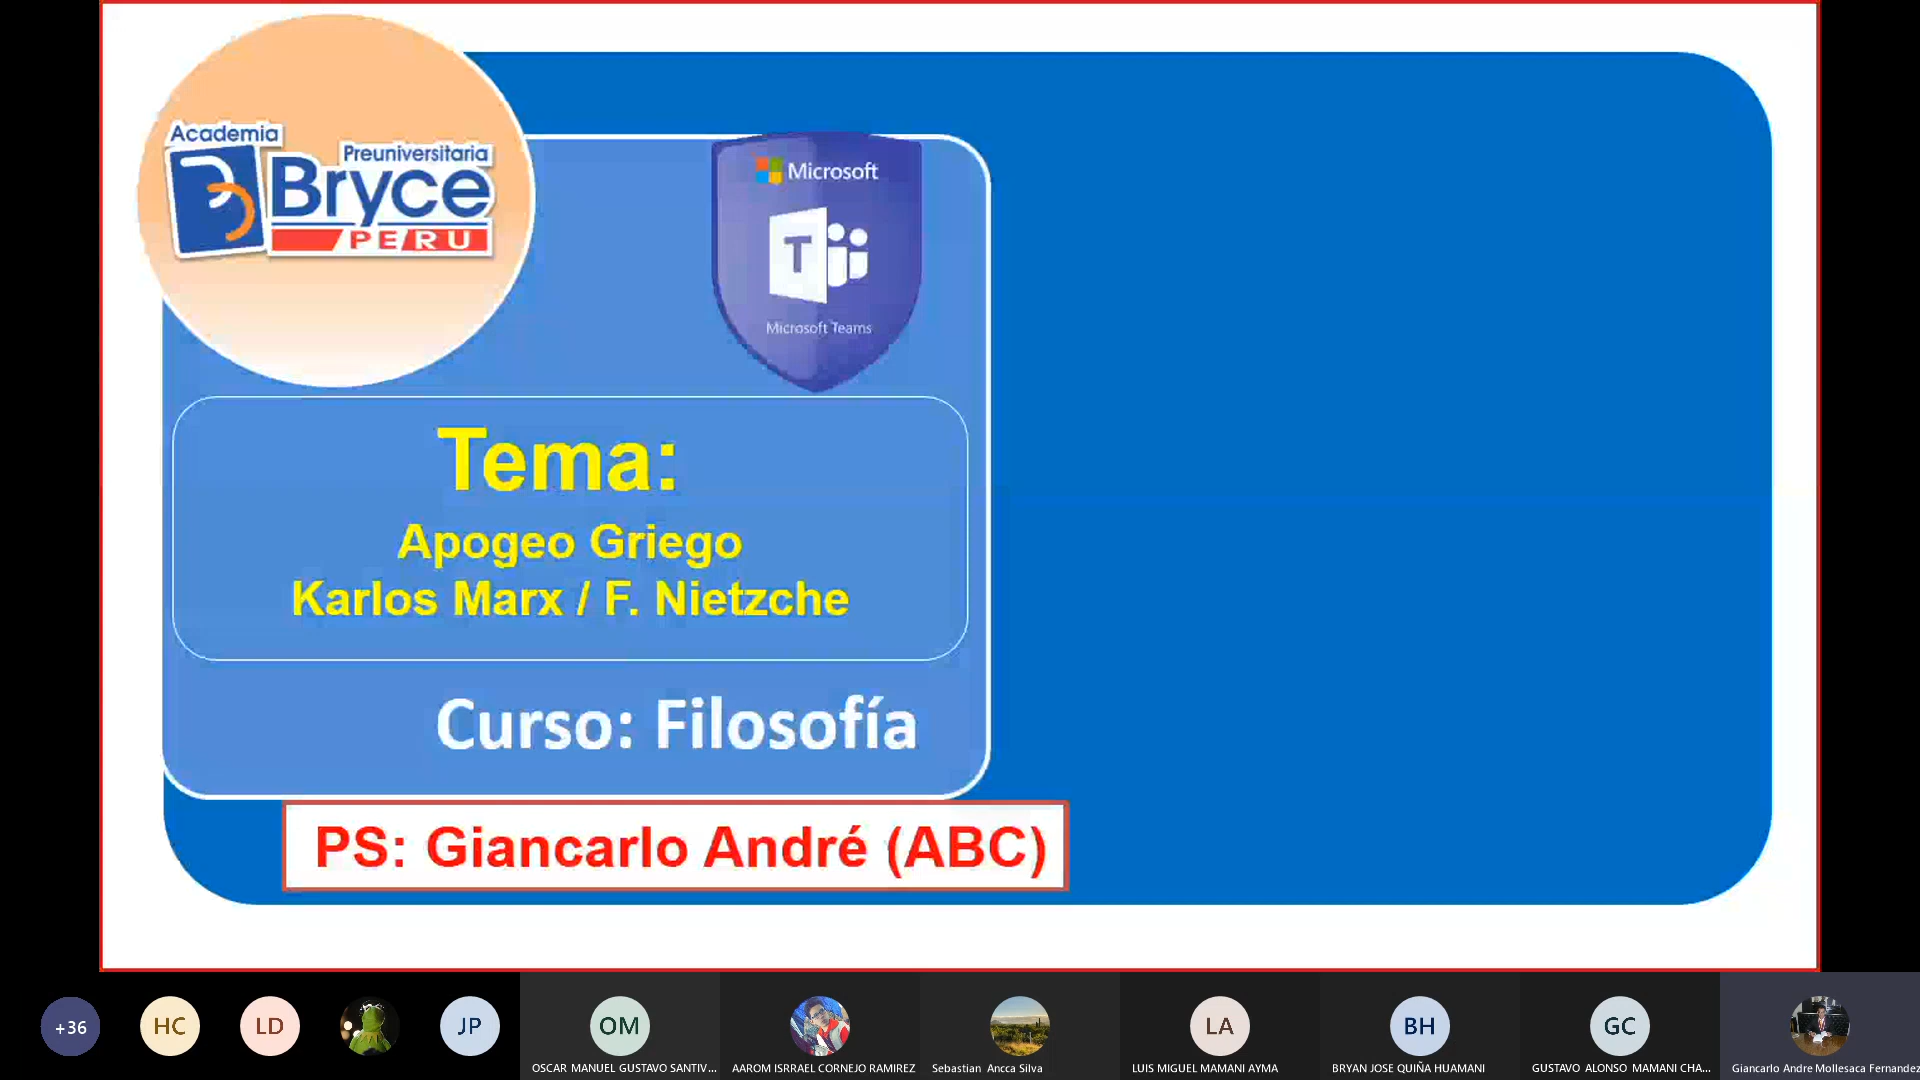 Academia
Preuniversitaria
Bryce
PERU
Microsoft
T
Microsoft Teams
Tema:
Apogeo Griego
Karlos Marx / F. Nietzche
Curso: Filosofía
PS: Giancarlo André (ABC)
+36
HC
LD
JP
OM
LA
BH
GC
OSCAR MANUEL GUSTAVO SANTIV...
AAROM ISRRAEL CORNEJO RAMIREZ
Sebastian Ancca Silva
LUIS MIGUEL MAMANI AYMA
BRYAN JOSE QUIÑA HUAMANI
GUSTAVO ALONSO MAMANI CHA...
Giancarlo Andre Mollesaca Fernandez